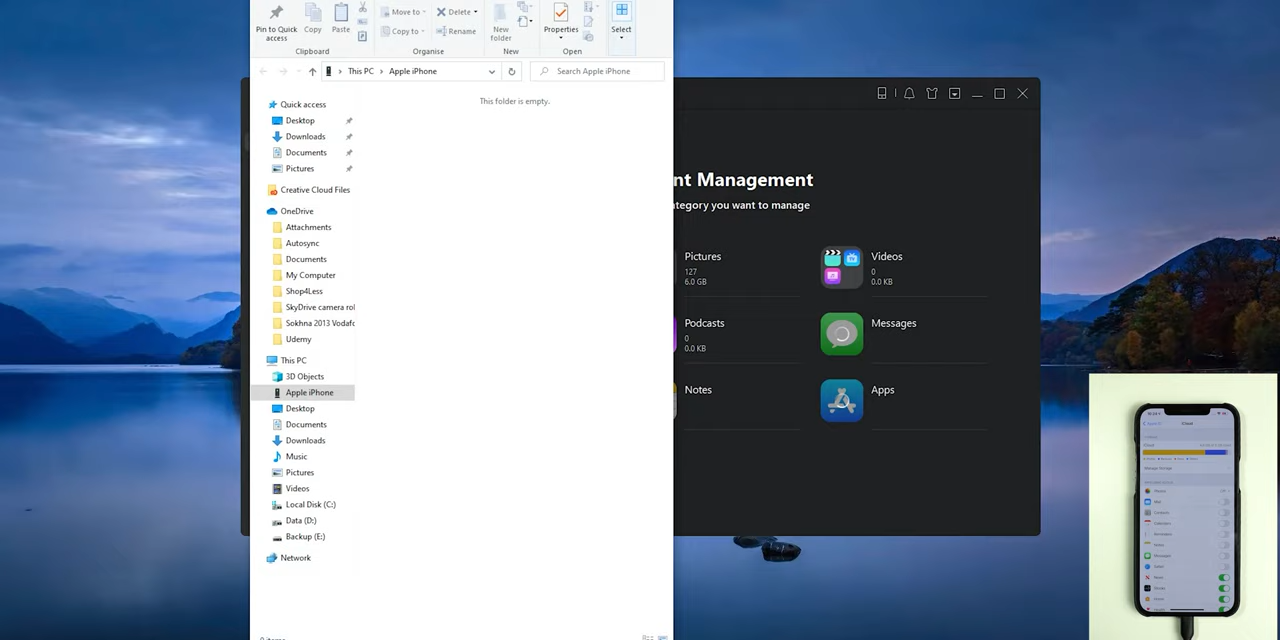 Pin to Quick access
Copy
Paste
Move to
Copy to
Delete
Rename
New folder
Properties
Select
Clipboard
Organise
New
Open
This PC > Apple iPhone
Search Apple iPhone
This folder is empty.
Quick access
Desktop
Downloads
Documents
Pictures
Creative Cloud Files
OneDrive
Attachments
Autosync
Documents
My Computer
Shop4Less
SkyDrive camera rol
Sokhna 2013 Vodafo
Udemy
This PC
3D Objects
Apple iPhone
Desktop
Documents
Downloads
Music
Pictures
Videos
Local Disk (C:)
Data (D:)
Backup (E:)
Network
nt Management
tegory you want to manage
Pictures
127
6.0 GB
Videos
0
0.0 KB
Podcasts
0
0.0 KB
Messages
Notes
Apps
iCloud